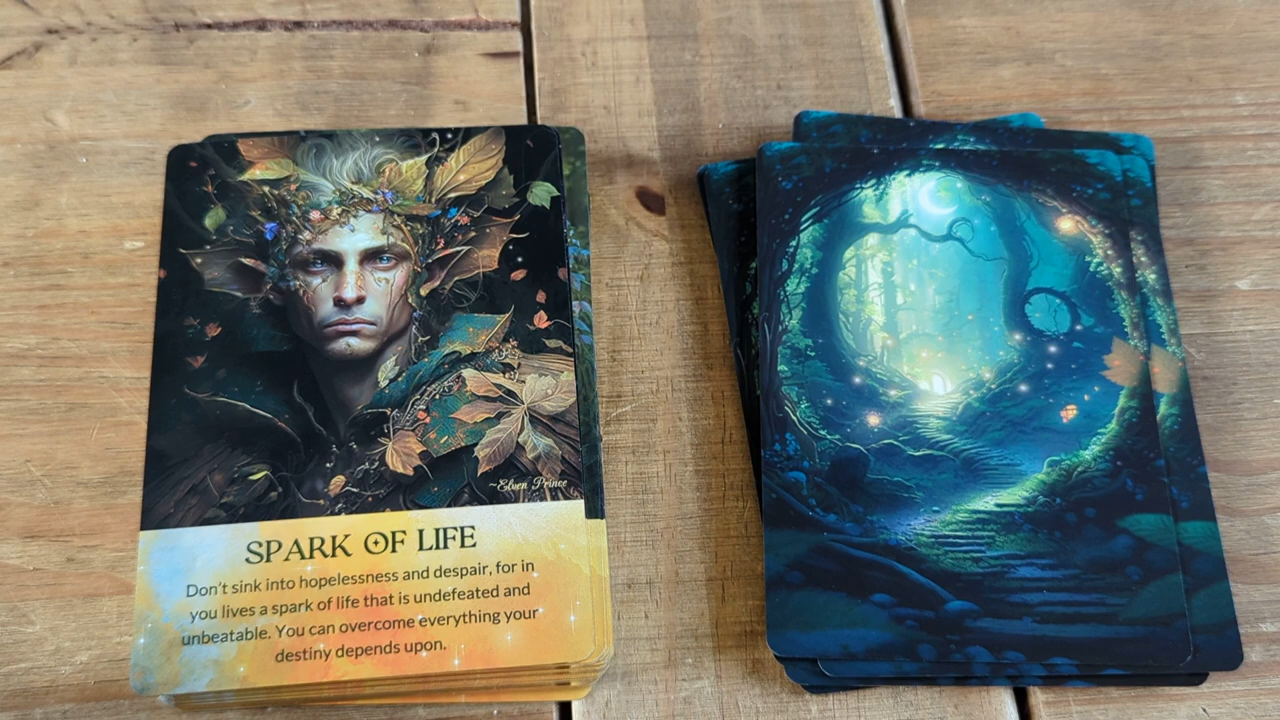 ~Elven Prince
SPARK OF LIFE
Don't sink into hopelessness and despair, for in
you lives a spark of life that is undefeated and
unbeatable. You can overcome everything your
destiny depends upon.